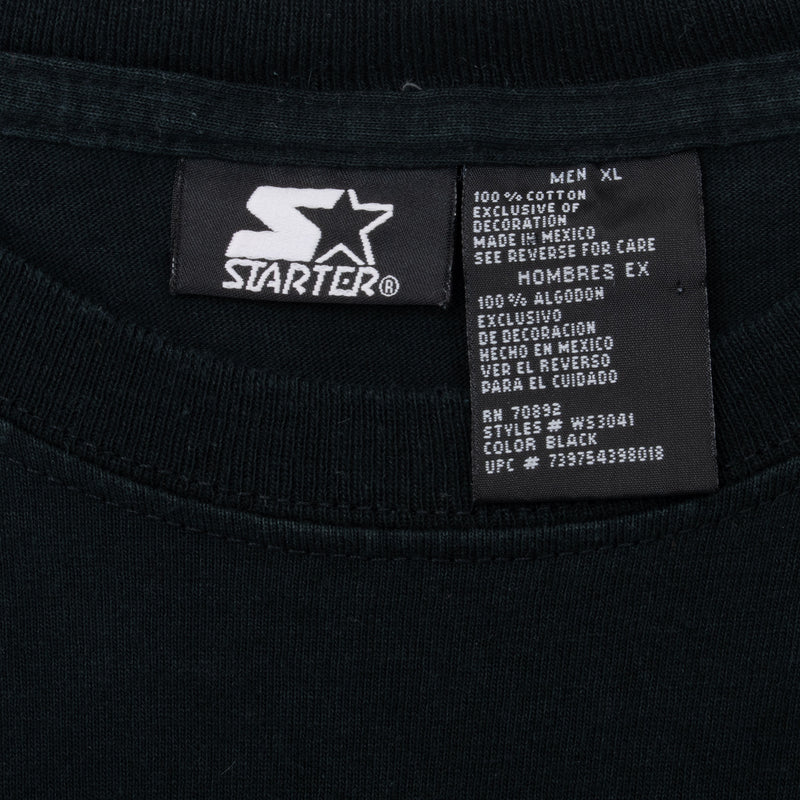 STARTER®
MEN XL
100% COTTON
EXCLUSIVE OF
DECORATION
MADE IN MEXICO
SEE REVERSE FOR CARE
HOMBRES EX
100% ALGODON
EXCLUSIVO
DE DECORACION
HECHO EN MEXICO
VER EL REVERSO
PARA EL CUIDADO
RN 70892
STYLES # WS3041
COLOR BLACK
UPC # 739754398018